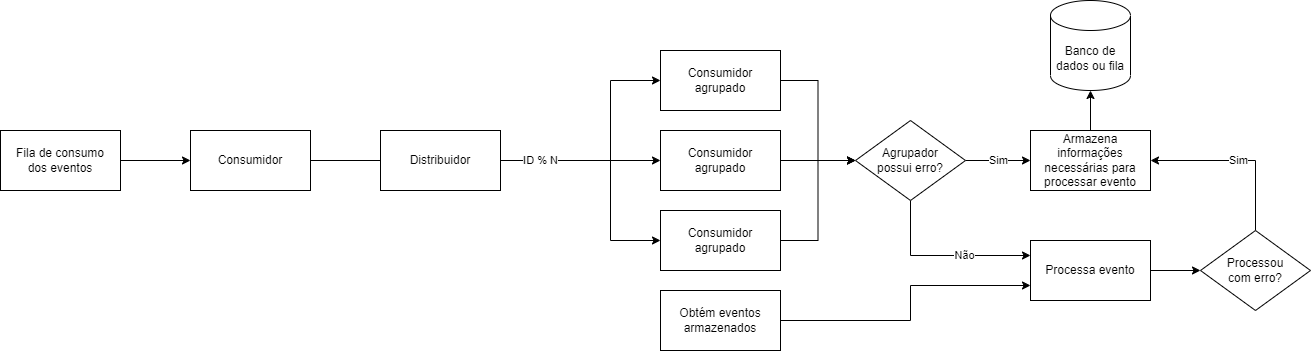 Fila de consumo
dos eventos
Consumidor
Distribuidor
ID % N
Consumidor
agrupado
Consumidor
agrupado
Consumidor
agrupado
Obtém eventos
armazenados
Agrupador
possui erro?
Sim
Não
Banco de
dados ou fila
Armazena
informações
necessárias para
processar evento
Processa evento
Processou
com erro?
Sim